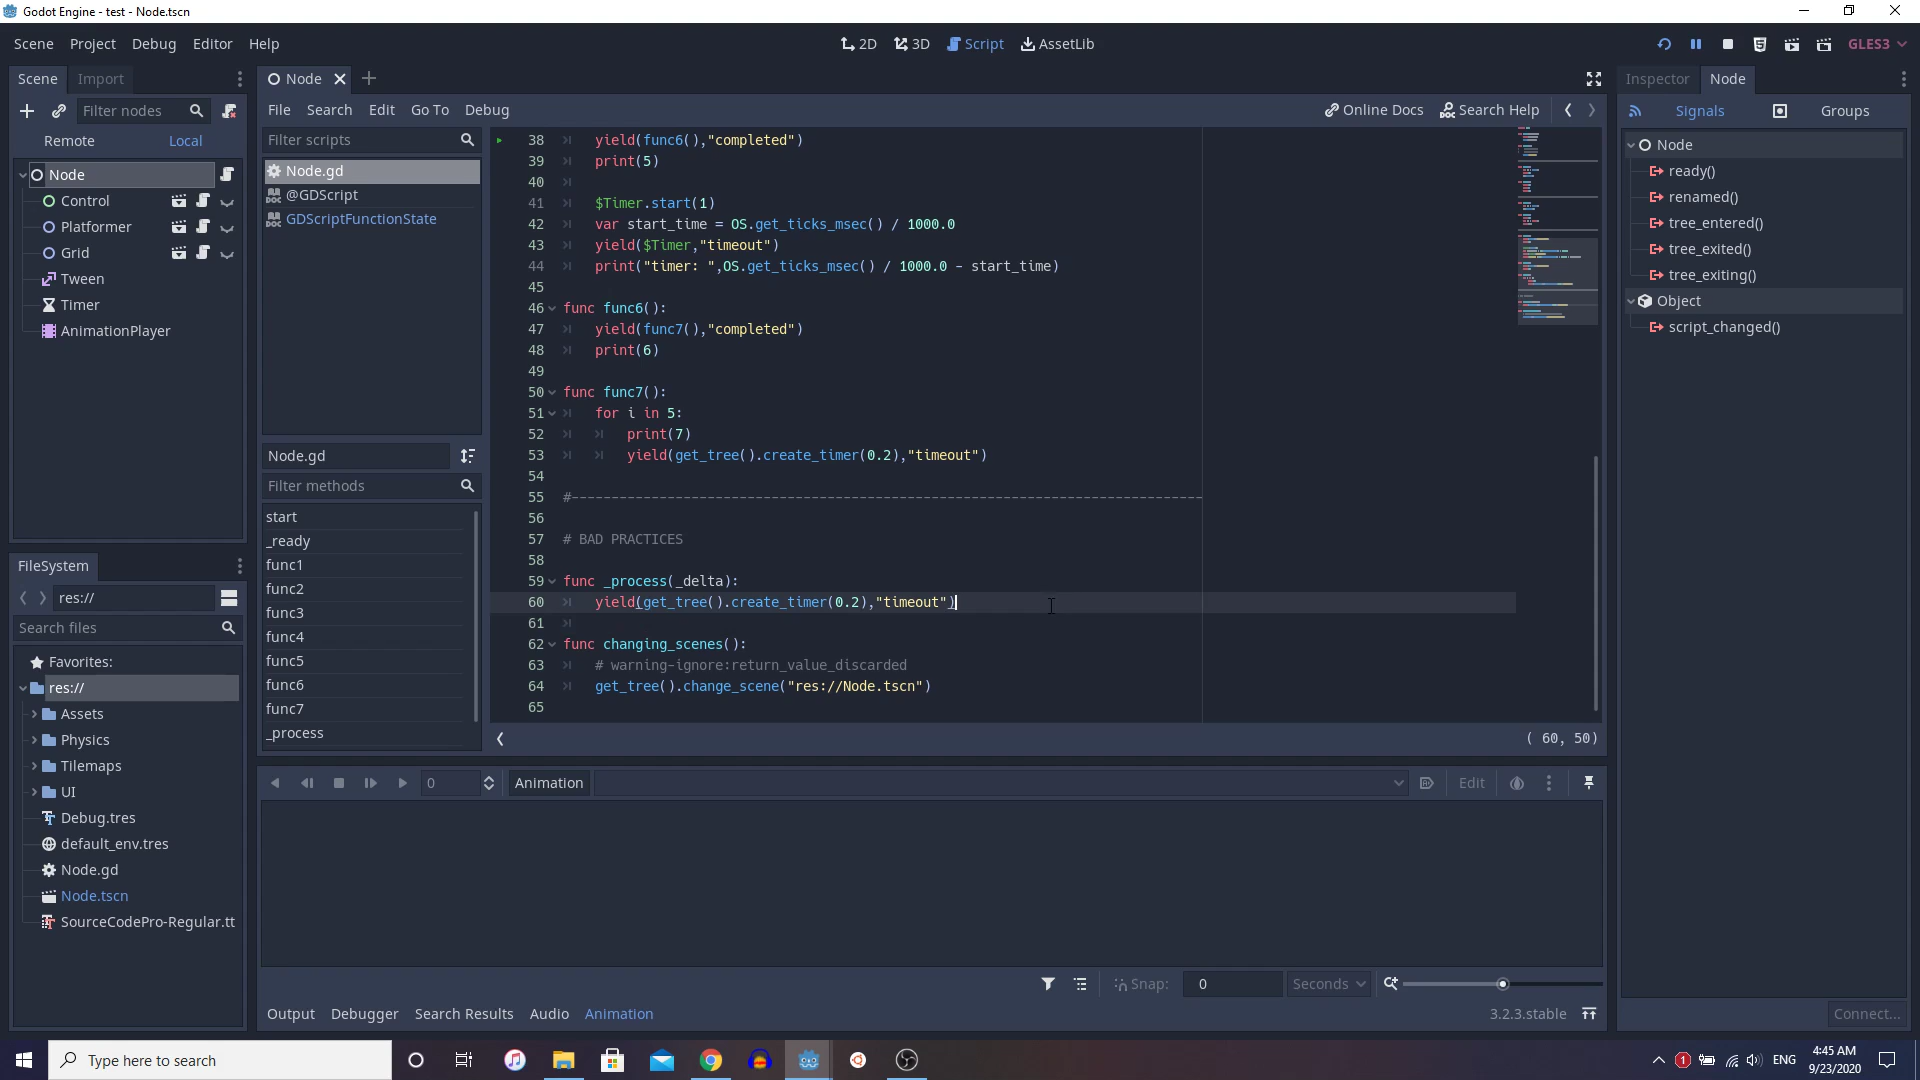 Godot Engine - test - Node.tscn
Scene Project Debug Editor Help
2D 3D Script AssetLib
GLES3
Scene Import
Filter nodes
Remote Local
Node
Control
Platformer
Grid
Tween
Timer
AnimationPlayer
FileSystem
res://
Search files
Favorites:
res://
Assets
Physics
Tilemaps
UI
Debug.tres
default_env.tres
Node.gd
Node.tscn
SourceCodePro-Regular.tt
Node
File Search Edit Go To Debug
Online Docs Search Help
Filter scripts
Node.gd
@GDScript
GDScriptFunctionState
Node.gd
Filter methods
start
_ready
func1
func2
func3
func4
func5
func6
func7
_process
38 yield(func6(),"completed")
39 print(5)
40
41 $Timer.start(1)
42 var start_time = OS.get_ticks_msec() / 1000.0
43 yield($Timer,"timeout")
44 print("timer: ",OS.get_ticks_msec() / 1000.0 - start_time)
45
46 func func6():
47 yield(func7(),"completed")
48 print(6)
49
50 func func7():
51 for i in 5:
52 print(7)
53 yield(get_tree().create_timer(0.2),"timeout")
54
55 #-------------------------------------------------------------------------------
56
57 # BAD PRACTICES
58
59 func _process(_delta):
60 yield(get_tree().create_timer(0.2),"timeout")
61
62 func changing_scenes():
63 # warning-ignore:return_value_discarded
64 get_tree().change_scene("res://Node.tscn")
65
( 60, 50)
0 Animation Edit
Snap: 0 Seconds
Output Debugger Search Results Audio Animation 3.2.3.stable
Inspector Node
Signals Groups
Node
ready()
renamed()
tree_entered()
tree_exited()
tree_exiting()
Object
script_changed()
Connect...
Type here to search
1
ENG
4:45 AM
9/23/2020